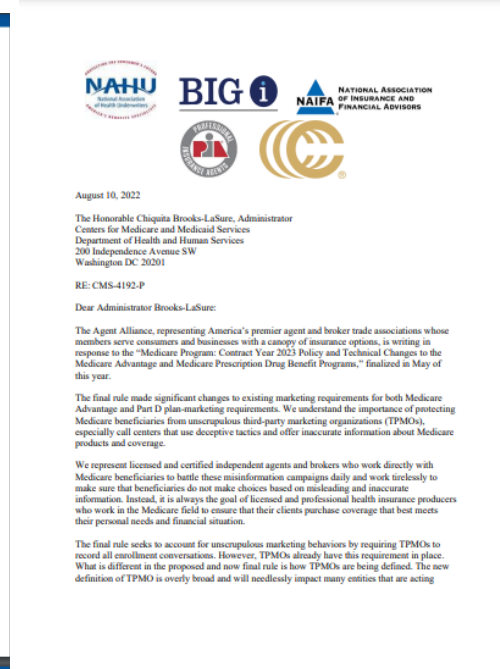 NAHU
National Association
of Health Underwriters
BIG i
NAIFA
NATIONAL ASSOCIATION
OF INSURANCE AND
FINANCIAL ADVISORS
PROFESSIONAL
PIA
INSURANCE AGENTS
®
August 10, 2022
The Honorable Chiquita Brooks-LaSure, Administrator
Centers for Medicare and Medicaid Services
Department of Health and Human Services
200 Independence Avenue SW
Washington DC 20201
RE: CMS-4192-P
Dear Administrator Brooks-LaSure:
The Agent Alliance, representing America's premier agent and broker trade associations whose
members serve consumers and businesses with a canopy of insurance options, is writing in
response to the “Medicare Program: Contract Year 2023 Policy and Technical Changes to the
Medicare Advantage and Medicare Prescription Drug Benefit Programs,” finalized in May of
this year.
The final rule made significant changes to existing marketing requirements for both Medicare
Advantage and Part D plan-marketing requirements. We understand the importance of protecting
Medicare beneficiaries from unscrupulous third-party marketing organizations (TPMOs),
especially call centers that use deceptive tactics and offer inaccurate information about Medicare
products and coverage.
We represent licensed and certified independent agents and brokers who work directly with
Medicare beneficiaries to battle these misinformation campaigns daily and work tirelessly to
make sure that beneficiaries do not make choices based on misleading and inaccurate
information. Instead, it is always the goal of licensed and professional health insurance producers
who work in the Medicare field to ensure that their clients purchase coverage that best meets
their personal needs and financial situation.
The final rule seeks to account for unscrupulous marketing behaviors by requiring TPMOs to
record all enrollment conversations. However, TPMOs already have this requirement in place.
What is different in the proposed and now final rule is how TPMOs are being defined. The new
definition of TPMO is overly broad and will needlessly impact many entities that are acting